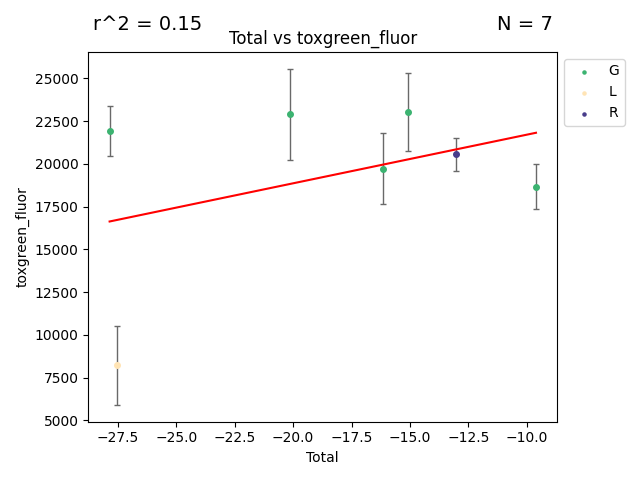 r^2 = 0.15
N = 7
Total vs toxgreen_fluor
25000
22500
20000
17500
15000
12500
10000
7500
5000
toxgreen_fluor
−27.5
−25.0
−22.5
−20.0
−17.5
−15.0
−12.5
−10.0
Total
G
L
R